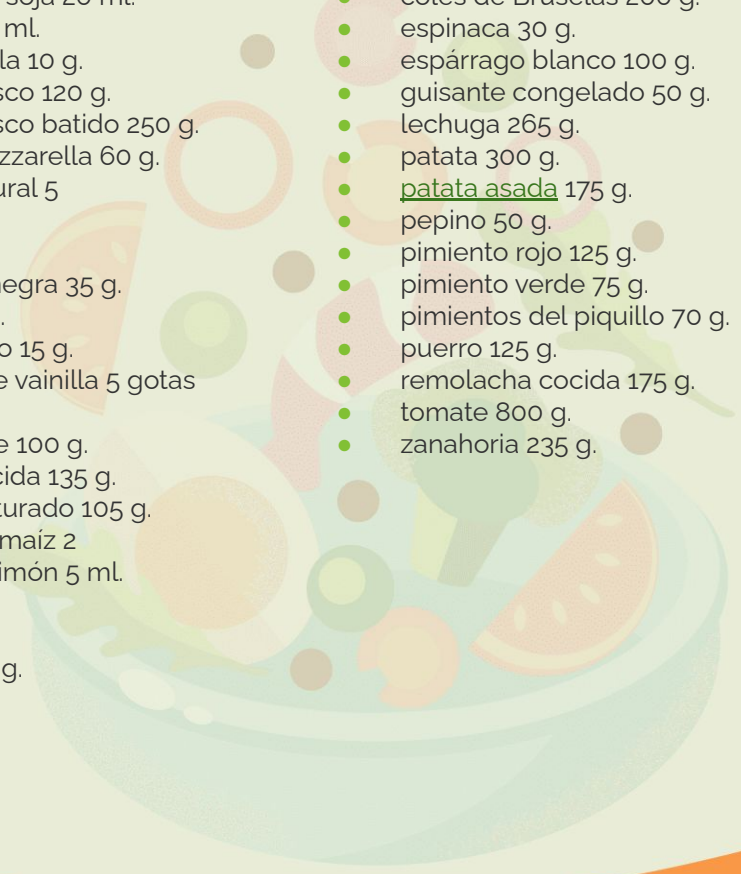 soja 20 ml.
ml.
la 10 g.
sco 120 g.
sco batido 250 g.
zzarella 60 g.
ural 5
negra 35 g.
.
o 15 g.
e vainilla 5 gotas
e 100 g.
cida 135 g.
turado 105 g.
maíz 2
imón 5 ml.
g.
coles de Bruselas 200 g.
espinaca 30 g.
espárrago blanco 100 g.
guisante congelado 50 g.
lechuga 265 g.
patata 300 g.
patata asada 175 g.
pepino 50 g.
pimiento rojo 125 g.
pimiento verde 75 g.
pimientos del piquillo 70 g.
puerro 125 g.
remolacha cocida 175 g.
tomate 800 g.
zanahoria 235 g.